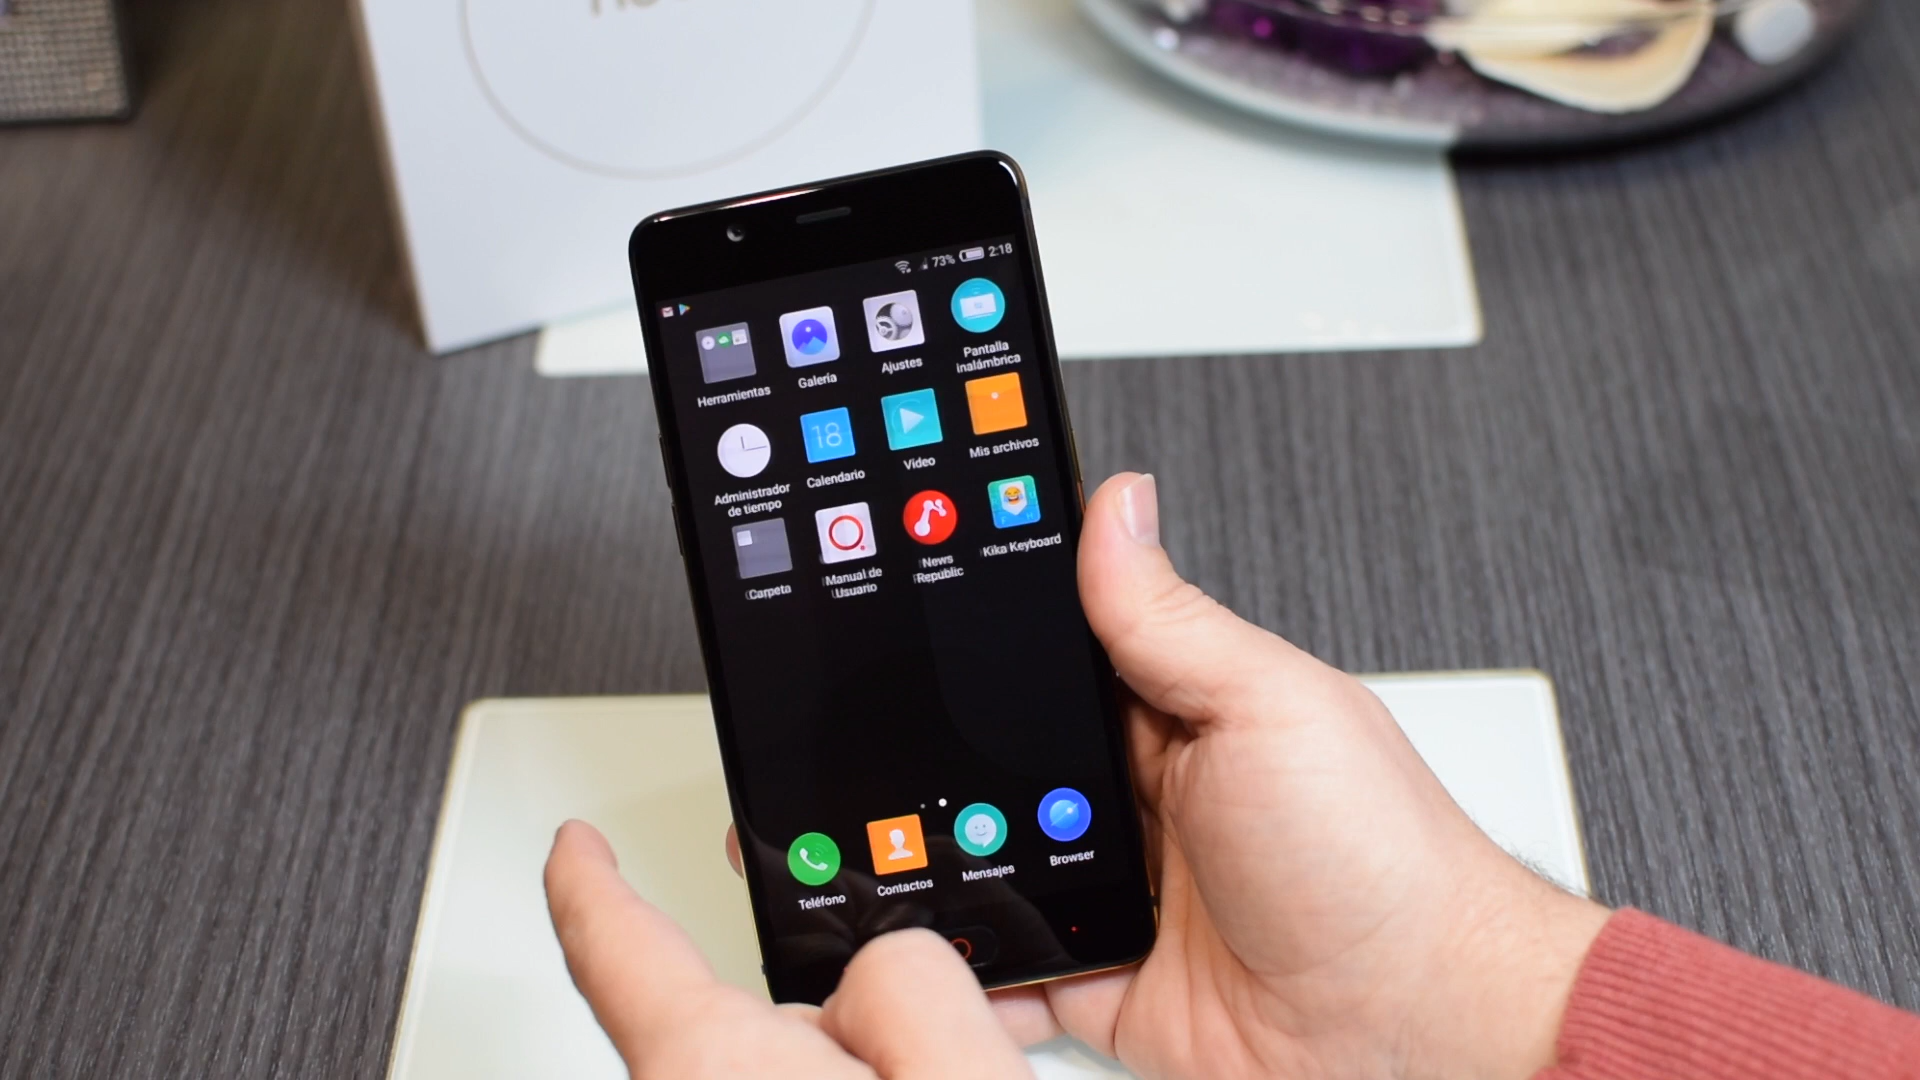 73% 2:18
Herramientas
Galería
Ajustes
Pantalla
inalámbrica
Administrador
de tiempo
18
Calendario
Video
Mis archivos
Carpeta
Manual de
Usuario
News
Republic
Kika Keyboard
Teléfono
Contactos
Mensajes
Browser